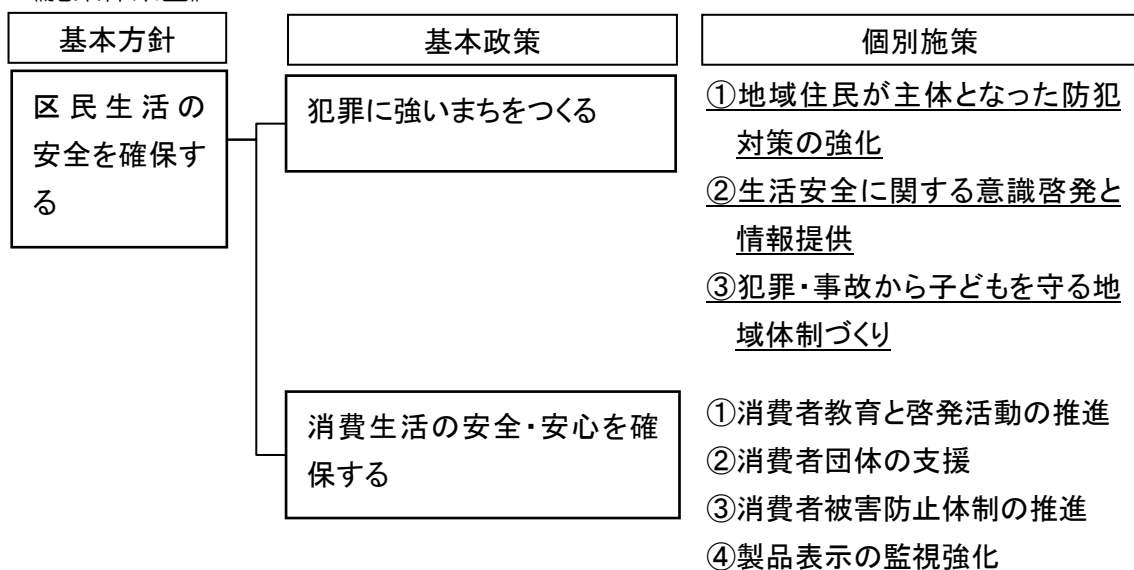 基本方針
基本政策
個別施策
区民生活の
安全を確保す
る
犯罪に強いまちをつくる
①地域住民が主体となった防犯
対策の強化
②生活安全に関する意識啓発と
情報提供
③犯罪・事故から子どもを守る地
域体制づくり
消費生活の安全・安心を確
保する
①消費者教育と啓発活動の推進
②消費者団体の支援
③消費者被害防止体制の推進
④製品表示の監視強化